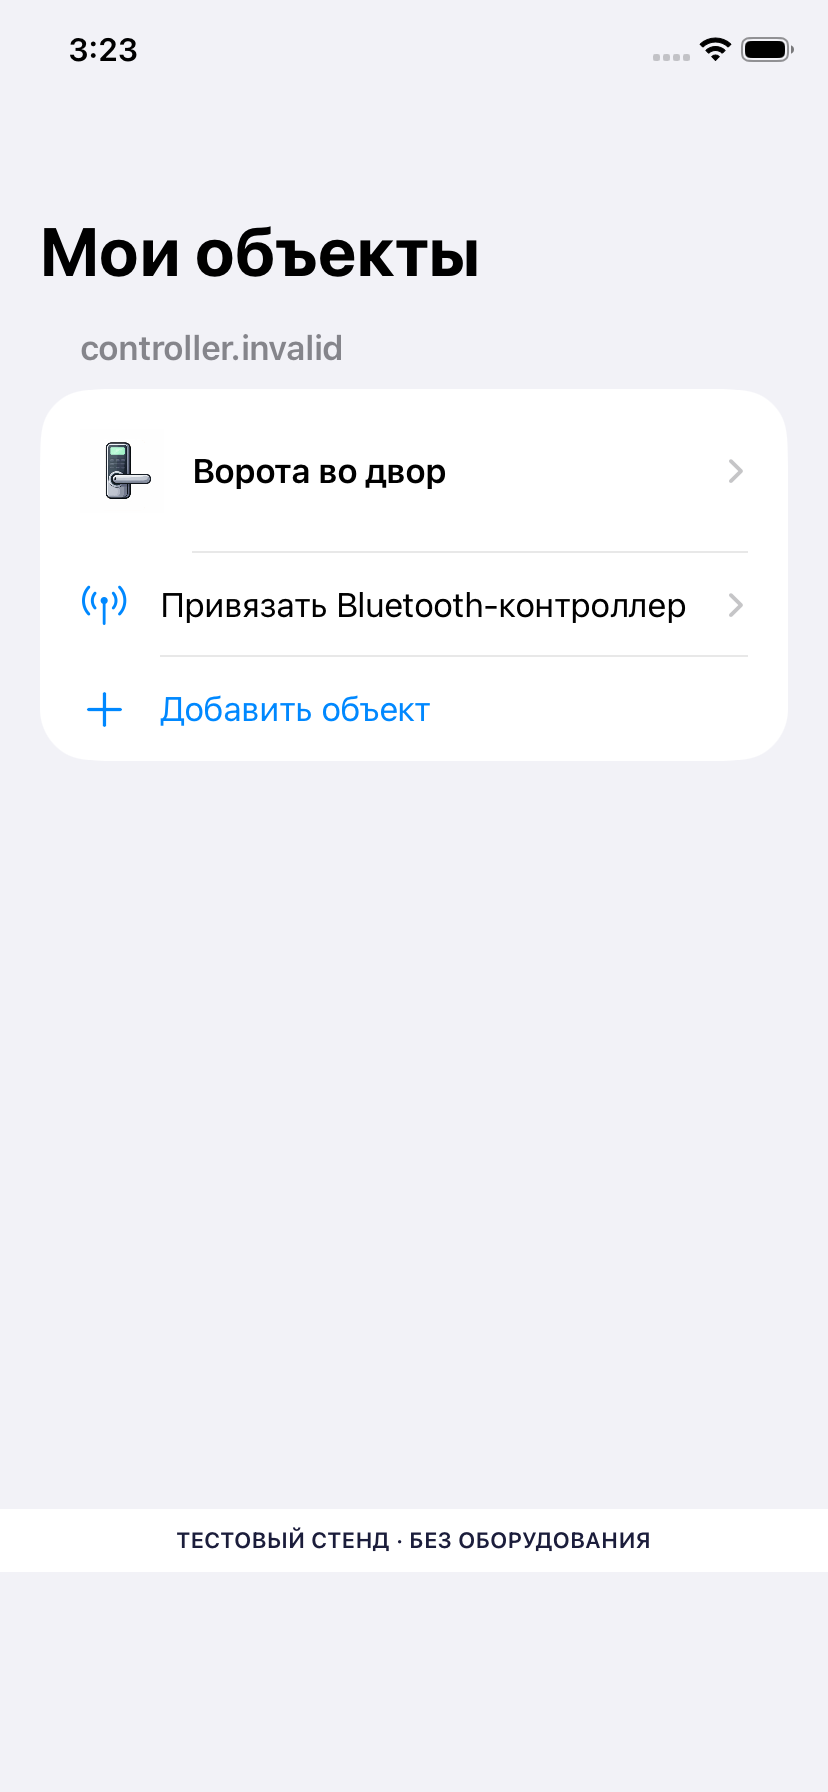 3:23
Мои объекты
controller.invalid
Ворота во двор
Привязать Bluetooth-контроллер
Добавить объект
ТЕСТОВЫЙ СТЕНД · БЕЗ ОБОРУДОВАНИЯ